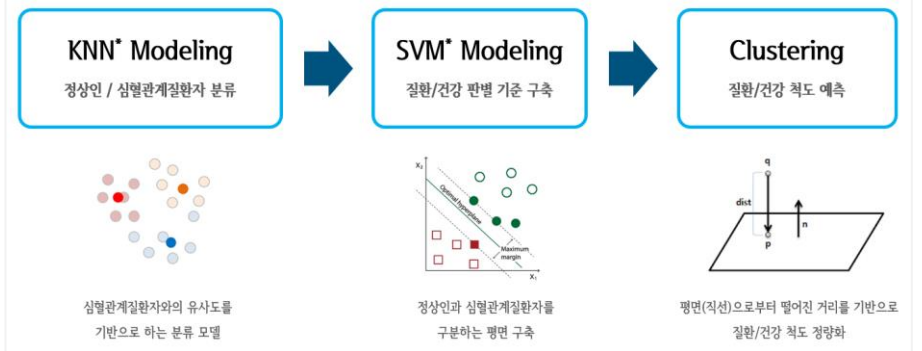 KNN* Modeling
정상인 / 심혈관계질환자 분류
SVM* Modeling
질환/건강 판별 기준 구축
Clustering
질환/건강 척도 예측
X₂
Optimal hyperplane
Maximum
margin
X₁
q
dist
n
p
심혈관계질환자와의 유사도를
기반으로 하는 분류 모델
정상인과 심혈관계질환자를
구분하는 평면 구축
평면(직선)으로부터 떨어진 거리를 기반으로
질환/건강 척도 정량화